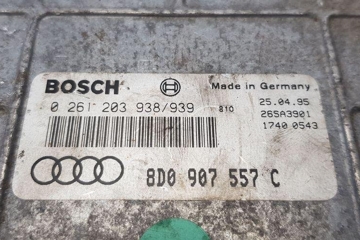 BOSCH
Made in Germany
0 261 203 938/939
810
25.04.95
26SA3901
1740 0543
8D0 907 557 C